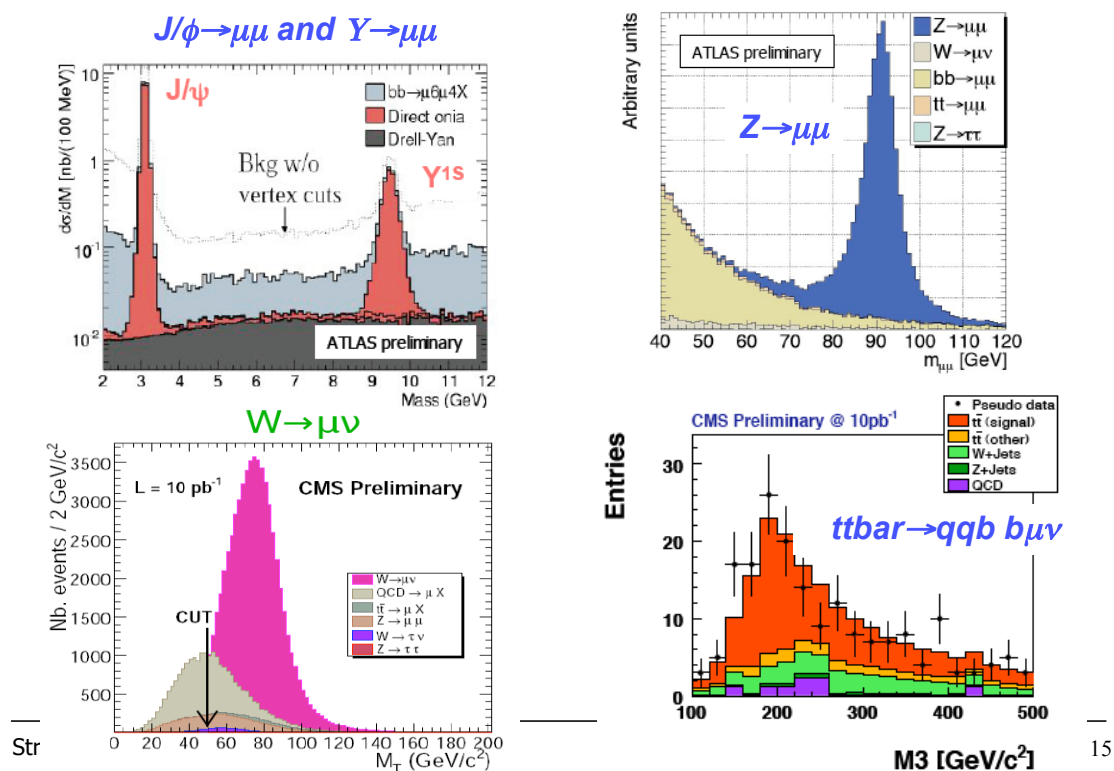 J/ϕ→μμ and Υ→μμ
10
1
10⁻¹
10⁻²
dσ/dM [nb/(100 MeV)]
J/ψ
bb→μ6μ4X
Direct onia
Drell-Yan
Bkg w/o
vertex cuts
Υ1S
ATLAS preliminary
2 3 4 5 6 7 8 9 10 11 12
Mass (GeV)
Arbitrary units
ATLAS preliminary
Z→μμ
W→μν
bb→μμ
tt→μμ
Z→ττ
Z→μμ
40 50 60 70 80 90 100 110 120
mμμ [GeV]
W→μν
Nb. events / 2 GeV/c²
3500
3000
2500
2000
1500
1000
500
L = 10 pb⁻¹
CMS Preliminary
CUT
W→μν
QCD → μ X
tt̄ → μ X
Z → μ μ
W → τ ν
Z → τ τ
0 20 40 60 80 100 120 140 160 180 200
M_T (GeV/c²)
CMS Preliminary @ 10pb⁻¹
Pseudo data
tt̄ (signal)
tt̄ (other)
W+Jets
Z+Jets
QCD
Entries
30
20
10
0
ttbar→qqb bμν
100 200 300 400 500
M3 [GeV/c²]
Str
15